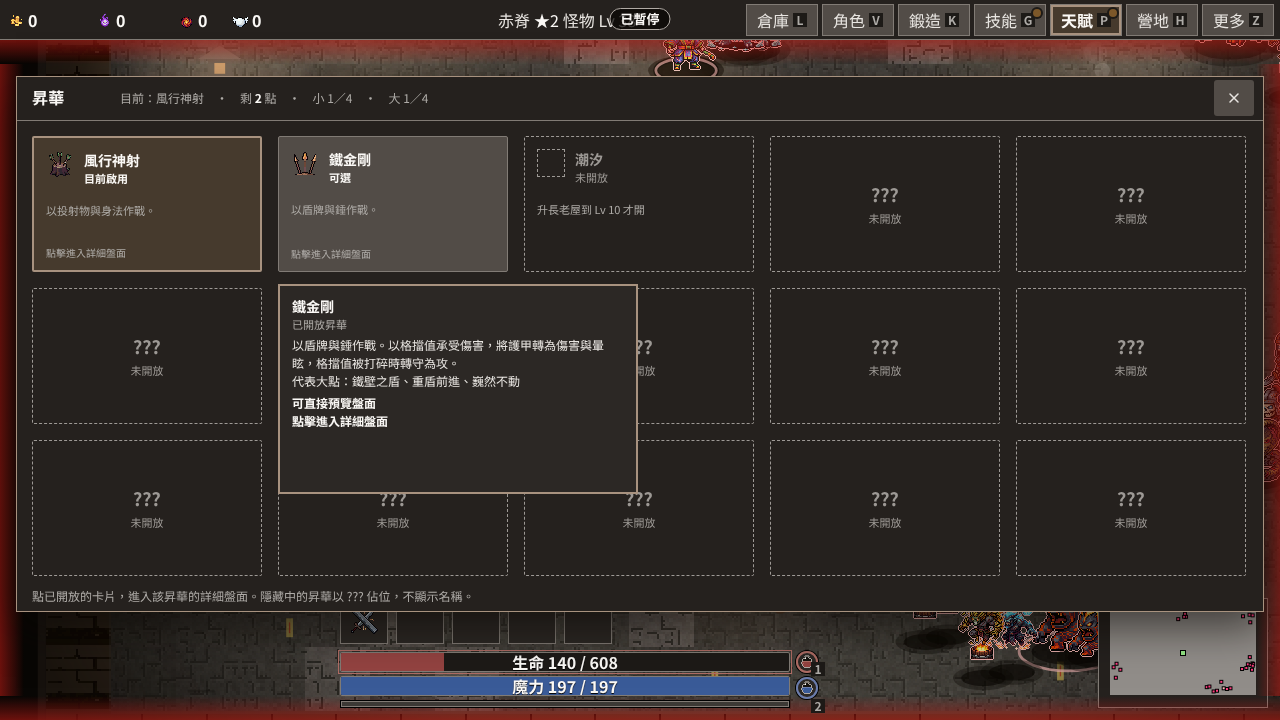 0
0
0
0
赤脊 ★2 怪物 Lv
已暫停
倉庫 L
角色 V
鍛造 K
技能 G
天賦 P
營地 H
更多 Z
昇華
目前：風行神射 ・ 剩 2 點 ・ 小 1／4 ・ 大 1／4
×
風行神射
目前啟用
以投射物與身法作戰。
點擊進入詳細盤面
鐵金剛
可選
以盾牌與錘作戰。
點擊進入詳細盤面
潮汐
未開放
升長老屋到 Lv 10 才開
???
未開放
???
未開放
???
未開放
鐵金剛
已開放昇華
以盾牌與錘作戰。以格擋值承受傷害，將護甲轉為傷害與暈
眩，格擋值被打碎時轉守為攻。
代表大點：鐵壁之盾、重盾前進、巍然不動
可直接預覽盤面
點擊進入詳細盤面
??
開放
???
未開放
???
未開放
???
未開放
???
未開放
???
未開放
???
未開放
???
未開放
點已開放的卡片，進入該昇華的詳細盤面。隱藏中的昇華以 ??? 佔位，不顯示名稱。
生命 140 / 608
1
魔力 197 / 197
2